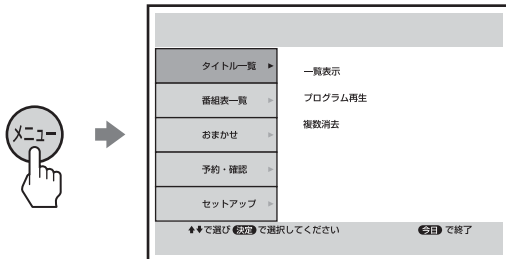 メニュー
タイトル一覧
番組表一覧
おまかせ
予約・確認
セットアップ
一覧表示
プログラム再生
複数消去
で選び 決定 で選択してください
今日 で終了